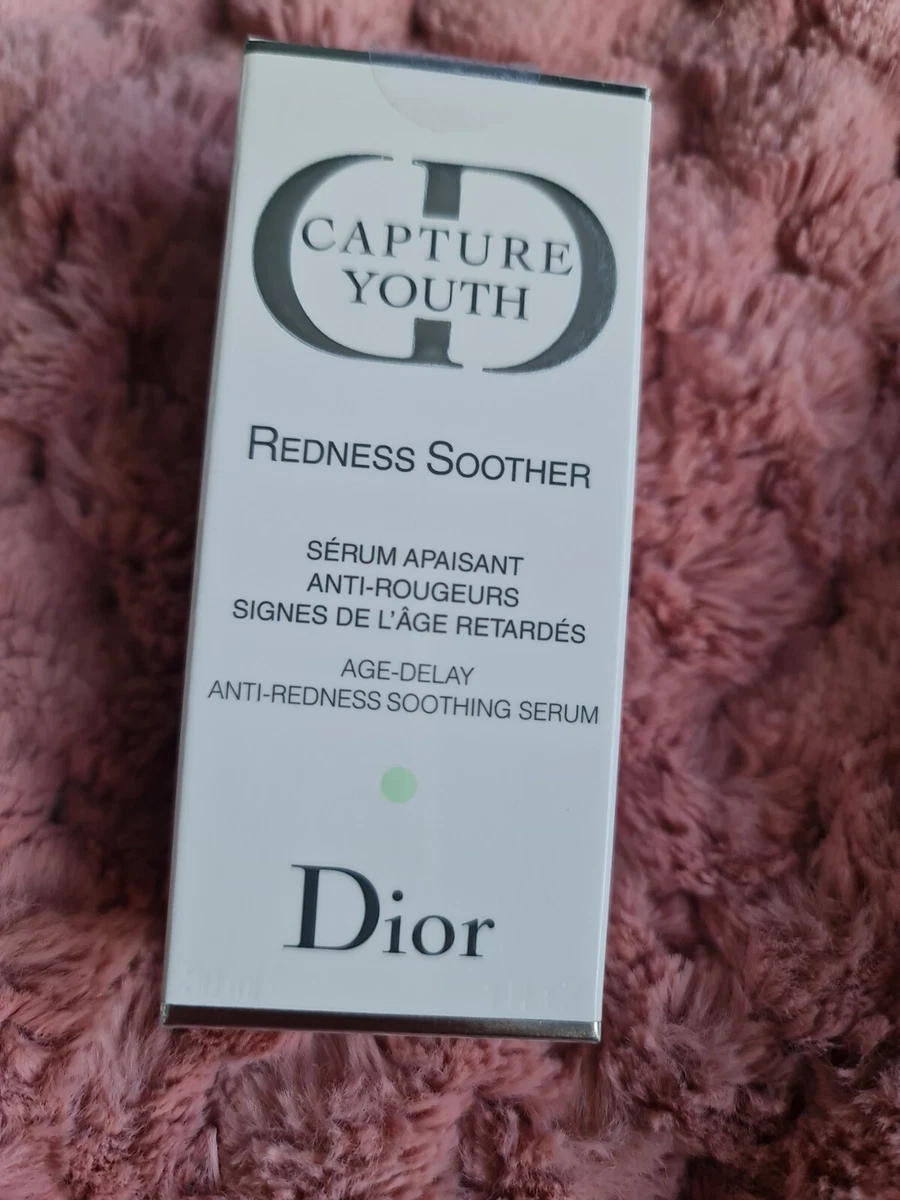 CAPTURE
YOUTH
REDNESS SOOTHER
SÉRUM APAISANT
ANTI-ROUGEURS
SIGNES DE L'ÂGE RETARDÉS
AGE-DELAY
ANTI-REDNESS SOOTHING SERUM
Dior